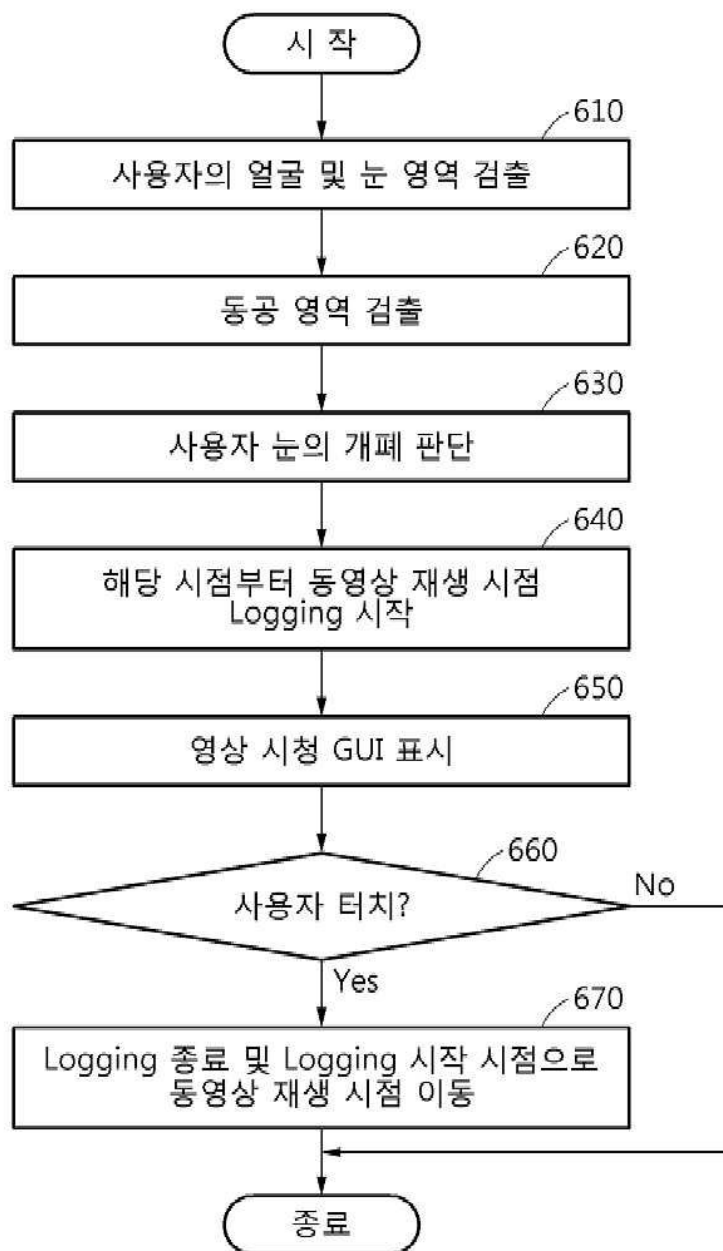 시 작
610
사용자의 얼굴 및 눈 영역 검출
620
동공 영역 검출
630
사용자 눈의 개폐 판단
640
해당 시점부터 동영상 재생 시점
Logging 시작
650
영상 시청 GUI 표시
660
사용자 터치?
No
Yes
670
Logging 종료 및 Logging 시작 시점으로
동영상 재생 시점 이동
종료